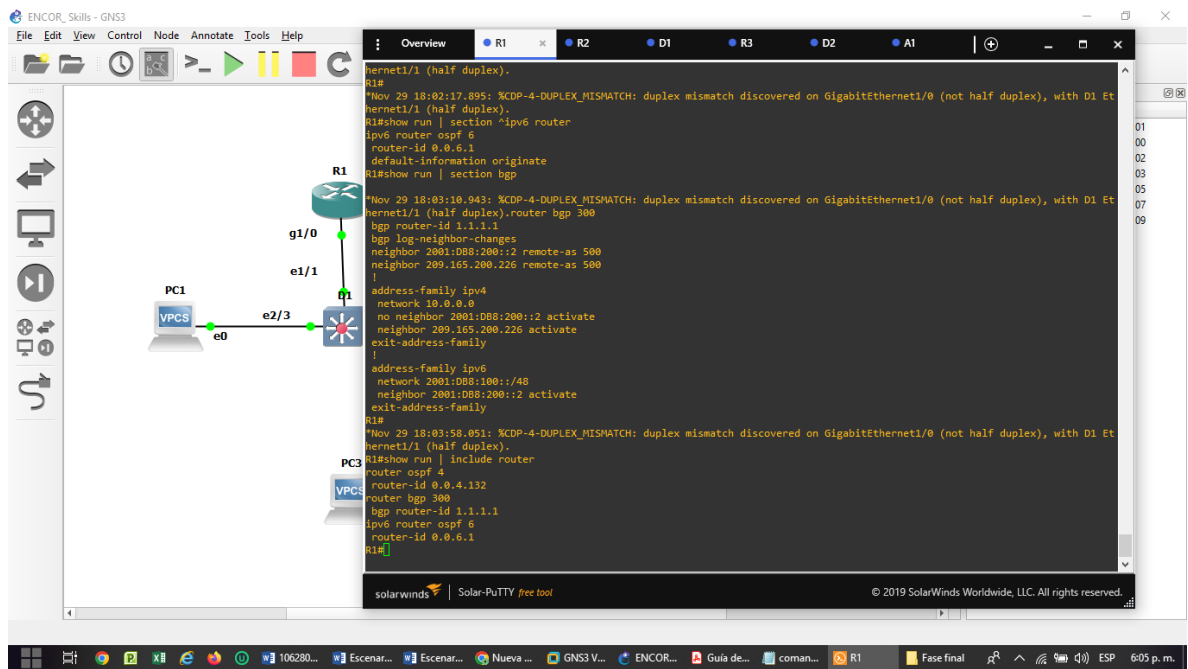 ENCOR_Skills - GNS3
File Edit View Control Node Annotate Tools Help
Overview R1 R2 D1 R3 D2 A1
hernet1/1 (half duplex).
R1#
*Nov 29 18:02:17.895: %CDP-4-DUPLEX_MISMATCH: duplex mismatch discovered on GigabitEthernet1/0 (not half duplex), with D1 Et
hernet1/1 (half duplex).
R1#show run | section ^ipv6 router
ipv6 router ospf 6
router-id 0.0.6.1
default-information originate
R1#show run | section bgp
*Nov 29 18:03:10.943: %CDP-4-DUPLEX_MISMATCH: duplex mismatch discovered on GigabitEthernet1/0 (not half duplex), with D1 Et
hernet1/1 (half duplex).router bgp 300
bgp router-id 1.1.1.1
bgp log-neighbor-changes
neighbor 2001:DB8:200::2 remote-as 500
neighbor 209.165.200.226 remote-as 500
!
address-family ipv4
network 10.0.0.0
no neighbor 2001:DB8:200::2 activate
neighbor 209.165.200.226 activate
exit-address-family
!
address-family ipv6
network 2001:DB8:100::/48
neighbor 2001:DB8:200::2 activate
exit-address-family
R1#
*Nov 29 18:03:58.051: %CDP-4-DUPLEX_MISMATCH: duplex mismatch discovered on GigabitEthernet1/0 (not half duplex), with D1 Et
hernet1/1 (half duplex).
R1#show run | include router
router ospf 4
router-id 0.0.4.132
router bgp 300
bgp router-id 1.1.1.1
ipv6 router ospf 6
router-id 0.0.6.1
R1#
solarwinds Solar-PuTTY free tool © 2019 SolarWinds Worldwide, LLC. All rights reserved.
R1
g1/0
e1/1
D1
PC1
VPCS
e0
e2/3
PC3
VPCS
01
00
02
03
05
07
09
106280... Escenar... Escenar... Nueva ... GNS3 V... ENCOR... Guía de... coman... R1 Fase final ESP 6:05 p. m.